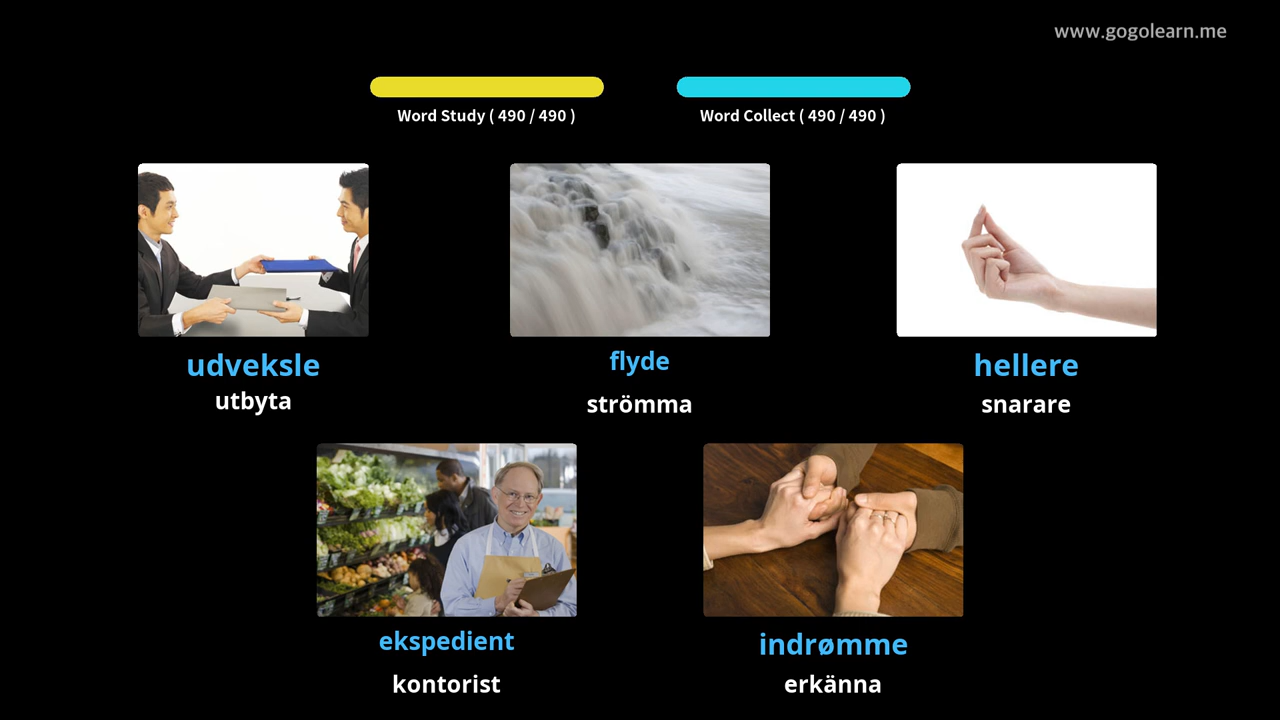 www.gogolearn.me
Word Study ( 490 / 490 )
Word Collect ( 490 / 490 )
udveksle
utbyta
flyde
strömma
hellere
snarare
ekspedient
kontorist
indrømme
erkänna